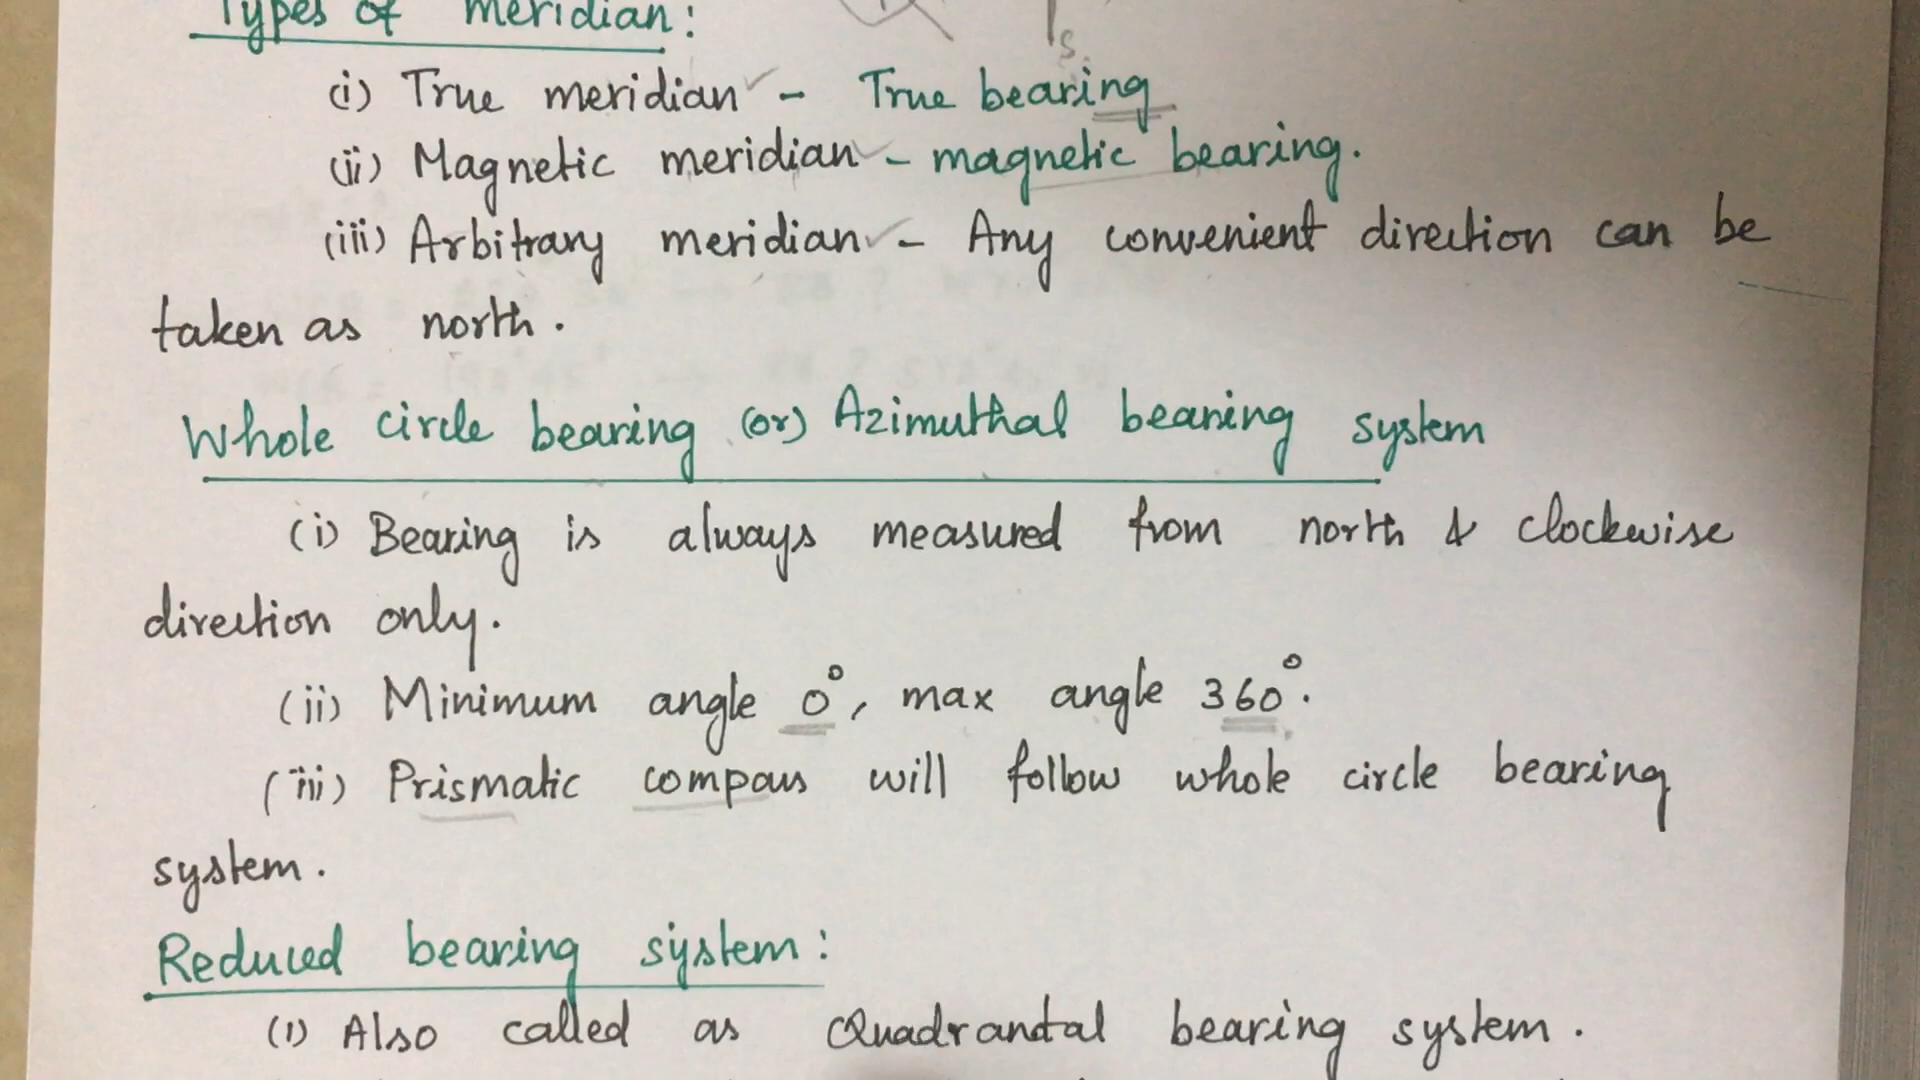 Types of meridian:
S
(i) True meridian - True bearing
(ii) Magnetic meridian - magnetic bearing.
(iii) Arbitrary meridian - Any convenient direction can be
taken as north.
Whole circle bearing (or) Azimuthal bearing system
(i) Bearing is always measured from north & clockwise
direction only.
(ii) Minimum angle 0°, max angle 360°.
(iii) Prismatic compass will follow whole circle bearing
system.
Reduced bearing system:
(i) Also called as Quadrantal bearing system.